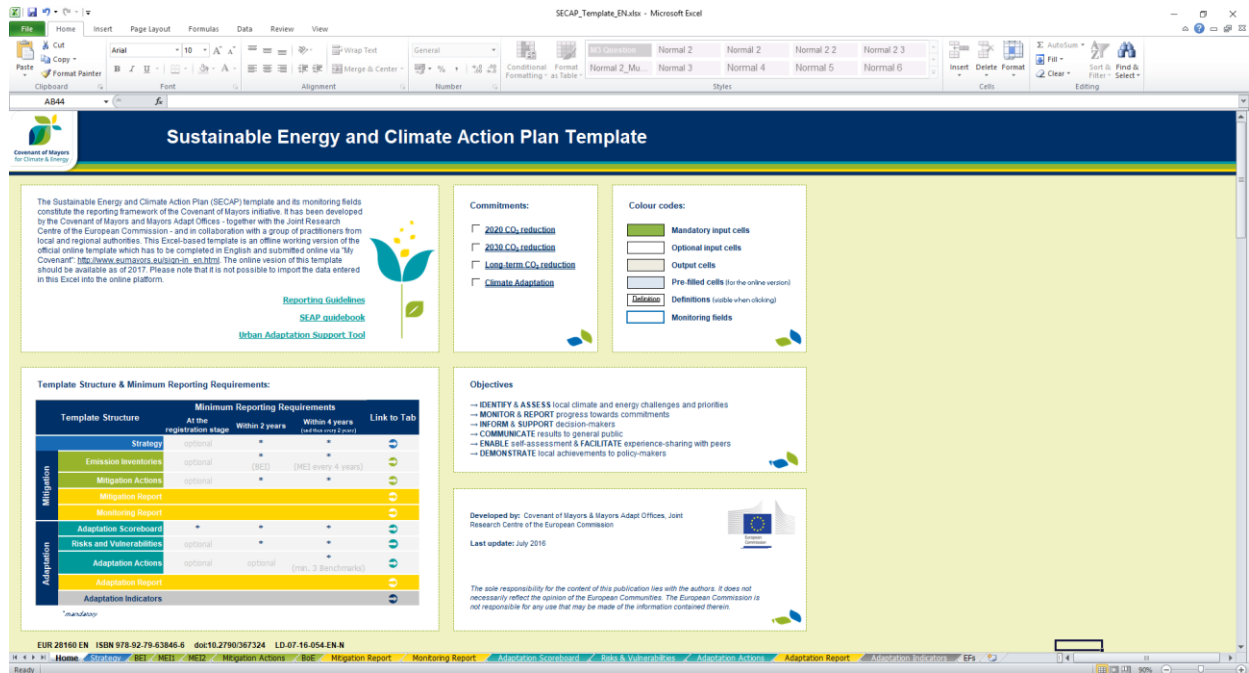 SECAP_Template_EN.xlsx - Microsoft Excel
File Home Insert Page Layout Formulas Data Review View
Cut
Copy
Format Painter
Paste
Clipboard
Arial 10
Font
Wrap Text
Merge & Center
Alignment
General
Number
Conditional Formatting
Format as Table
NO Question Normal 2 Normál 2 Normal 2 2 Normal 2 3
Normal 2_Mu... Normal 3 Normal 4 Normal 5 Normal 6
Styles
Insert Delete Format
Cells
AutoSum
Fill
Clear
Sort & Filter
Find & Select
Editing
AB44
fx
Covenant of Mayors
for Climate & Energy
Sustainable Energy and Climate Action Plan Template
The Sustainable Energy and Climate Action Plan (SECAP) template and its monitoring fields
constitute the reporting framework of the Covenant of Mayors initiative. It has been developed
by the Covenant of Mayors and Mayors Adapt Offices - together with the Joint Research
Centre of the European Commission - and in collaboration with a group of practitioners from
local and regional authorities. This Excel-based template is an offline working version of the
official online template which has to be completed in English and submitted online via "My
Covenant": http://www.eumayors.eu/sign-in_en.html. The online vesion of this template
should be available as of 2017. Please note that it is not possible to import the data entered
in this Excel into the online platform.
Reporting Guidelines
SEAP guidebook
Urban Adaptation Support Tool
Commitments:
2020 CO₂ reduction
2030 CO₂ reduction
Long-term CO₂ reduction
Climate Adaptation
Colour codes:
Mandatory input cells
Optional input cells
Output cells
Pre-filled cells (for the online version)
Definition Definitions (visible when clicking)
Monitoring fields
Template Structure & Minimum Reporting Requirements:
Template Structure
Minimum Reporting Requirements
At the registration stage
Within 2 years
Within 4 years
(and then every 2 years)
Link to Tab
Strategy optional * *
Mitigation
Emission Inventories optional * (BEI) * (MEI every 4 years)
Mitigation Actions optional * *
Mitigation Report
Monitoring Report
Adaptation
Adaptation Scoreboard * * *
Risks and Vulnerabilities optional * *
Adaptation Actions optional optional * (min. 3 Benchmarks)
Adaptation Report
Adaptation Indicators
*mandatory
Objectives
→ IDENTIFY & ASSESS local climate and energy challenges and priorities
→ MONITOR & REPORT progress towards commitments
→ INFORM & SUPPORT decision-makers
→ COMMUNICATE results to general public
→ ENABLE self-assessment & FACILITATE experience-sharing with peers
→ DEMONSTRATE local achievements to policy-makers
Developed by: Covenant of Mayors & Mayors Adapt Offices, Joint
Research Centre of the European Commission
Last update: July 2016
European
Commission
The sole responsibility for the content of this publication lies with the authors. It does not
necessarily reflect the opinion of the European Communities. The European Commission is
not responsible for any use that may be made of the information contained therein.
EUR 28160 EN ISBN 978-92-79-63846-6 doi:10.2790/367324 LD-07-16-054-EN-N
Home Strategy BEI MEI1 MEI2 Mitigation Actions BoE Mitigation Report Monitoring Report Adaptation Scoreboard Risks & Vulnerabilities Adaptation Actions Adaptation Report Adaptation Indicators EFs
Ready
90%